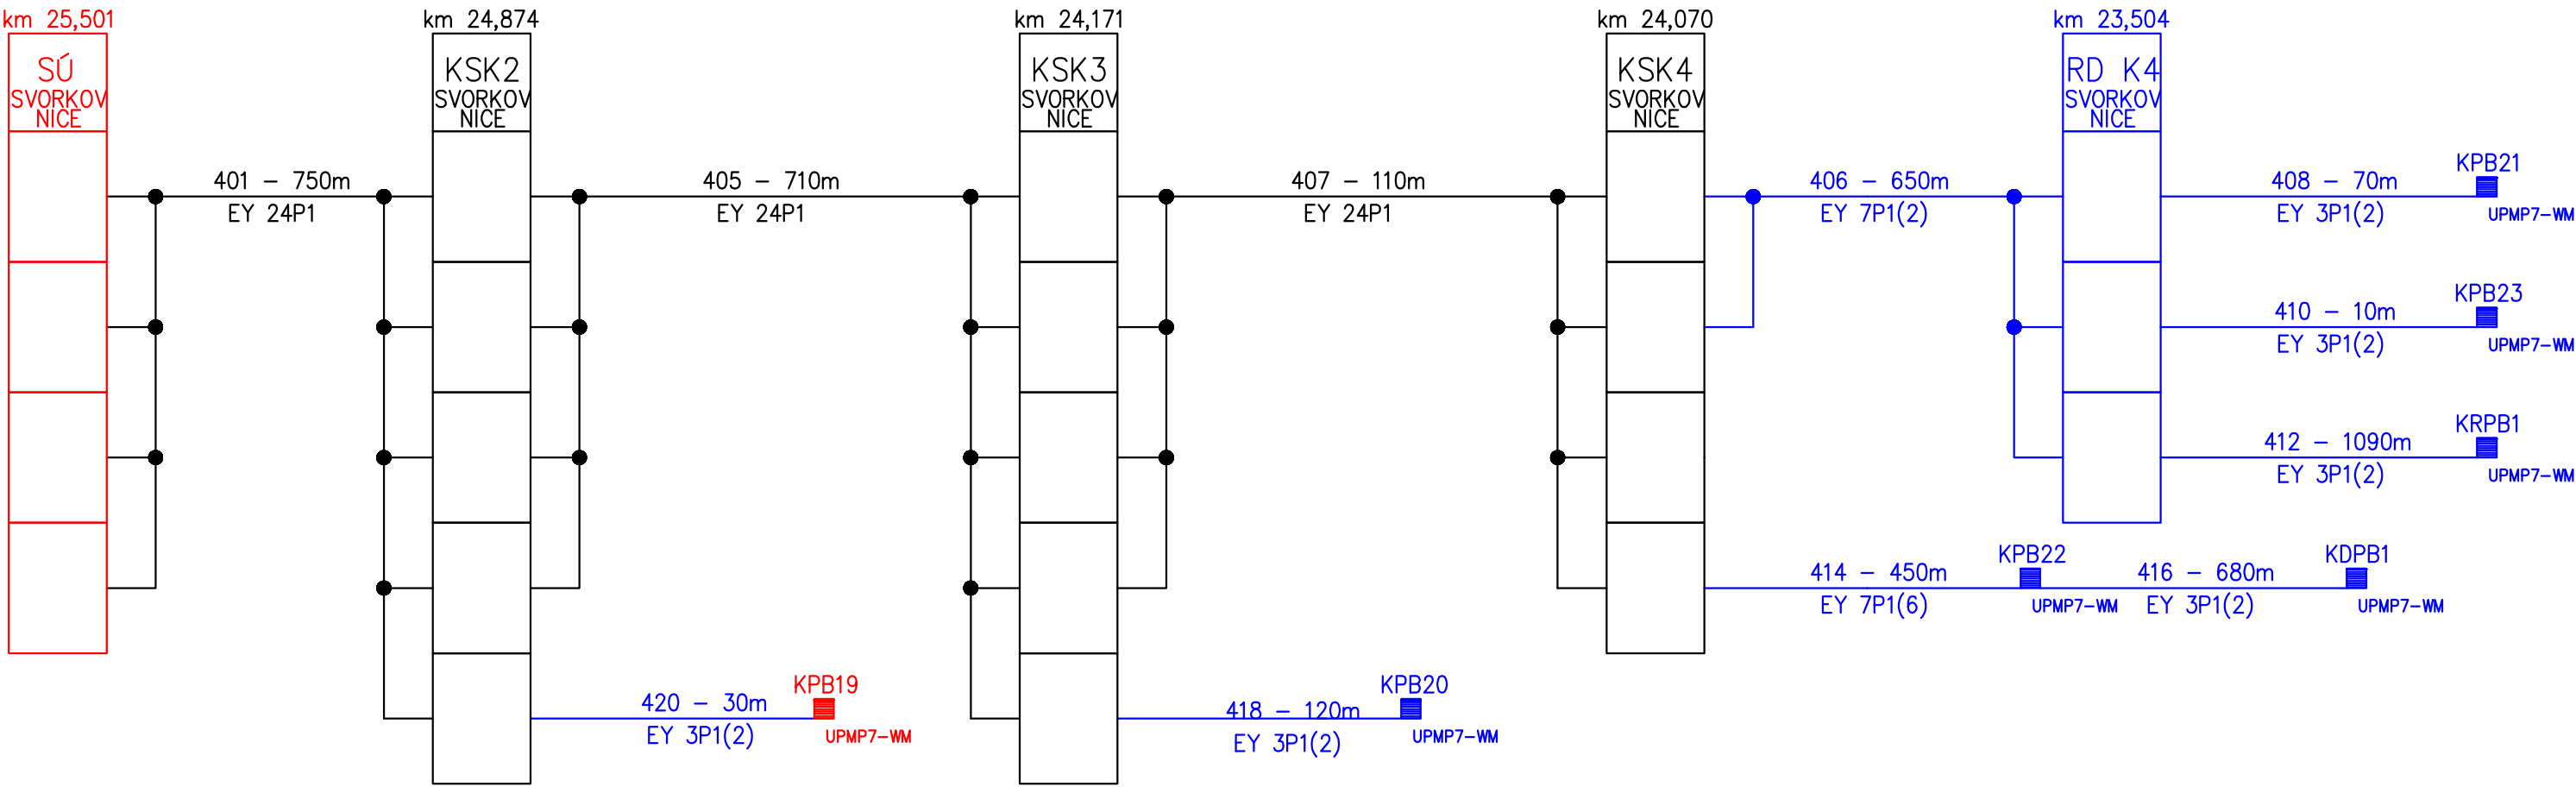 km 25,501
SÚ
SVORKOV
NICE
401 - 750m
EY 24P1
km 24,874
KSK2
SVORKOV
NICE
405 - 710m
EY 24P1
420 - 30m
EY 3P1(2)
KPB19
UPMP7-WM
km 24,171
KSK3
SVORKOV
NICE
407 - 110m
EY 24P1
418 - 120m
EY 3P1(2)
KPB20
UPMP7-WM
km 24,070
KSK4
SVORKOV
NICE
406 - 650m
EY 7P1(2)
414 - 450m
EY 7P1(6)
KPB22
UPMP7-WM
416 - 680m
EY 3P1(2)
KDPB1
UPMP7-WM
km 23,504
RD K4
SVORKOV
NICE
408 - 70m
EY 3P1(2)
KPB21
UPMP7-WM
410 - 10m
EY 3P1(2)
KPB23
UPMP7-WM
412 - 1090m
EY 3P1(2)
KRPB1
UPMP7-WM